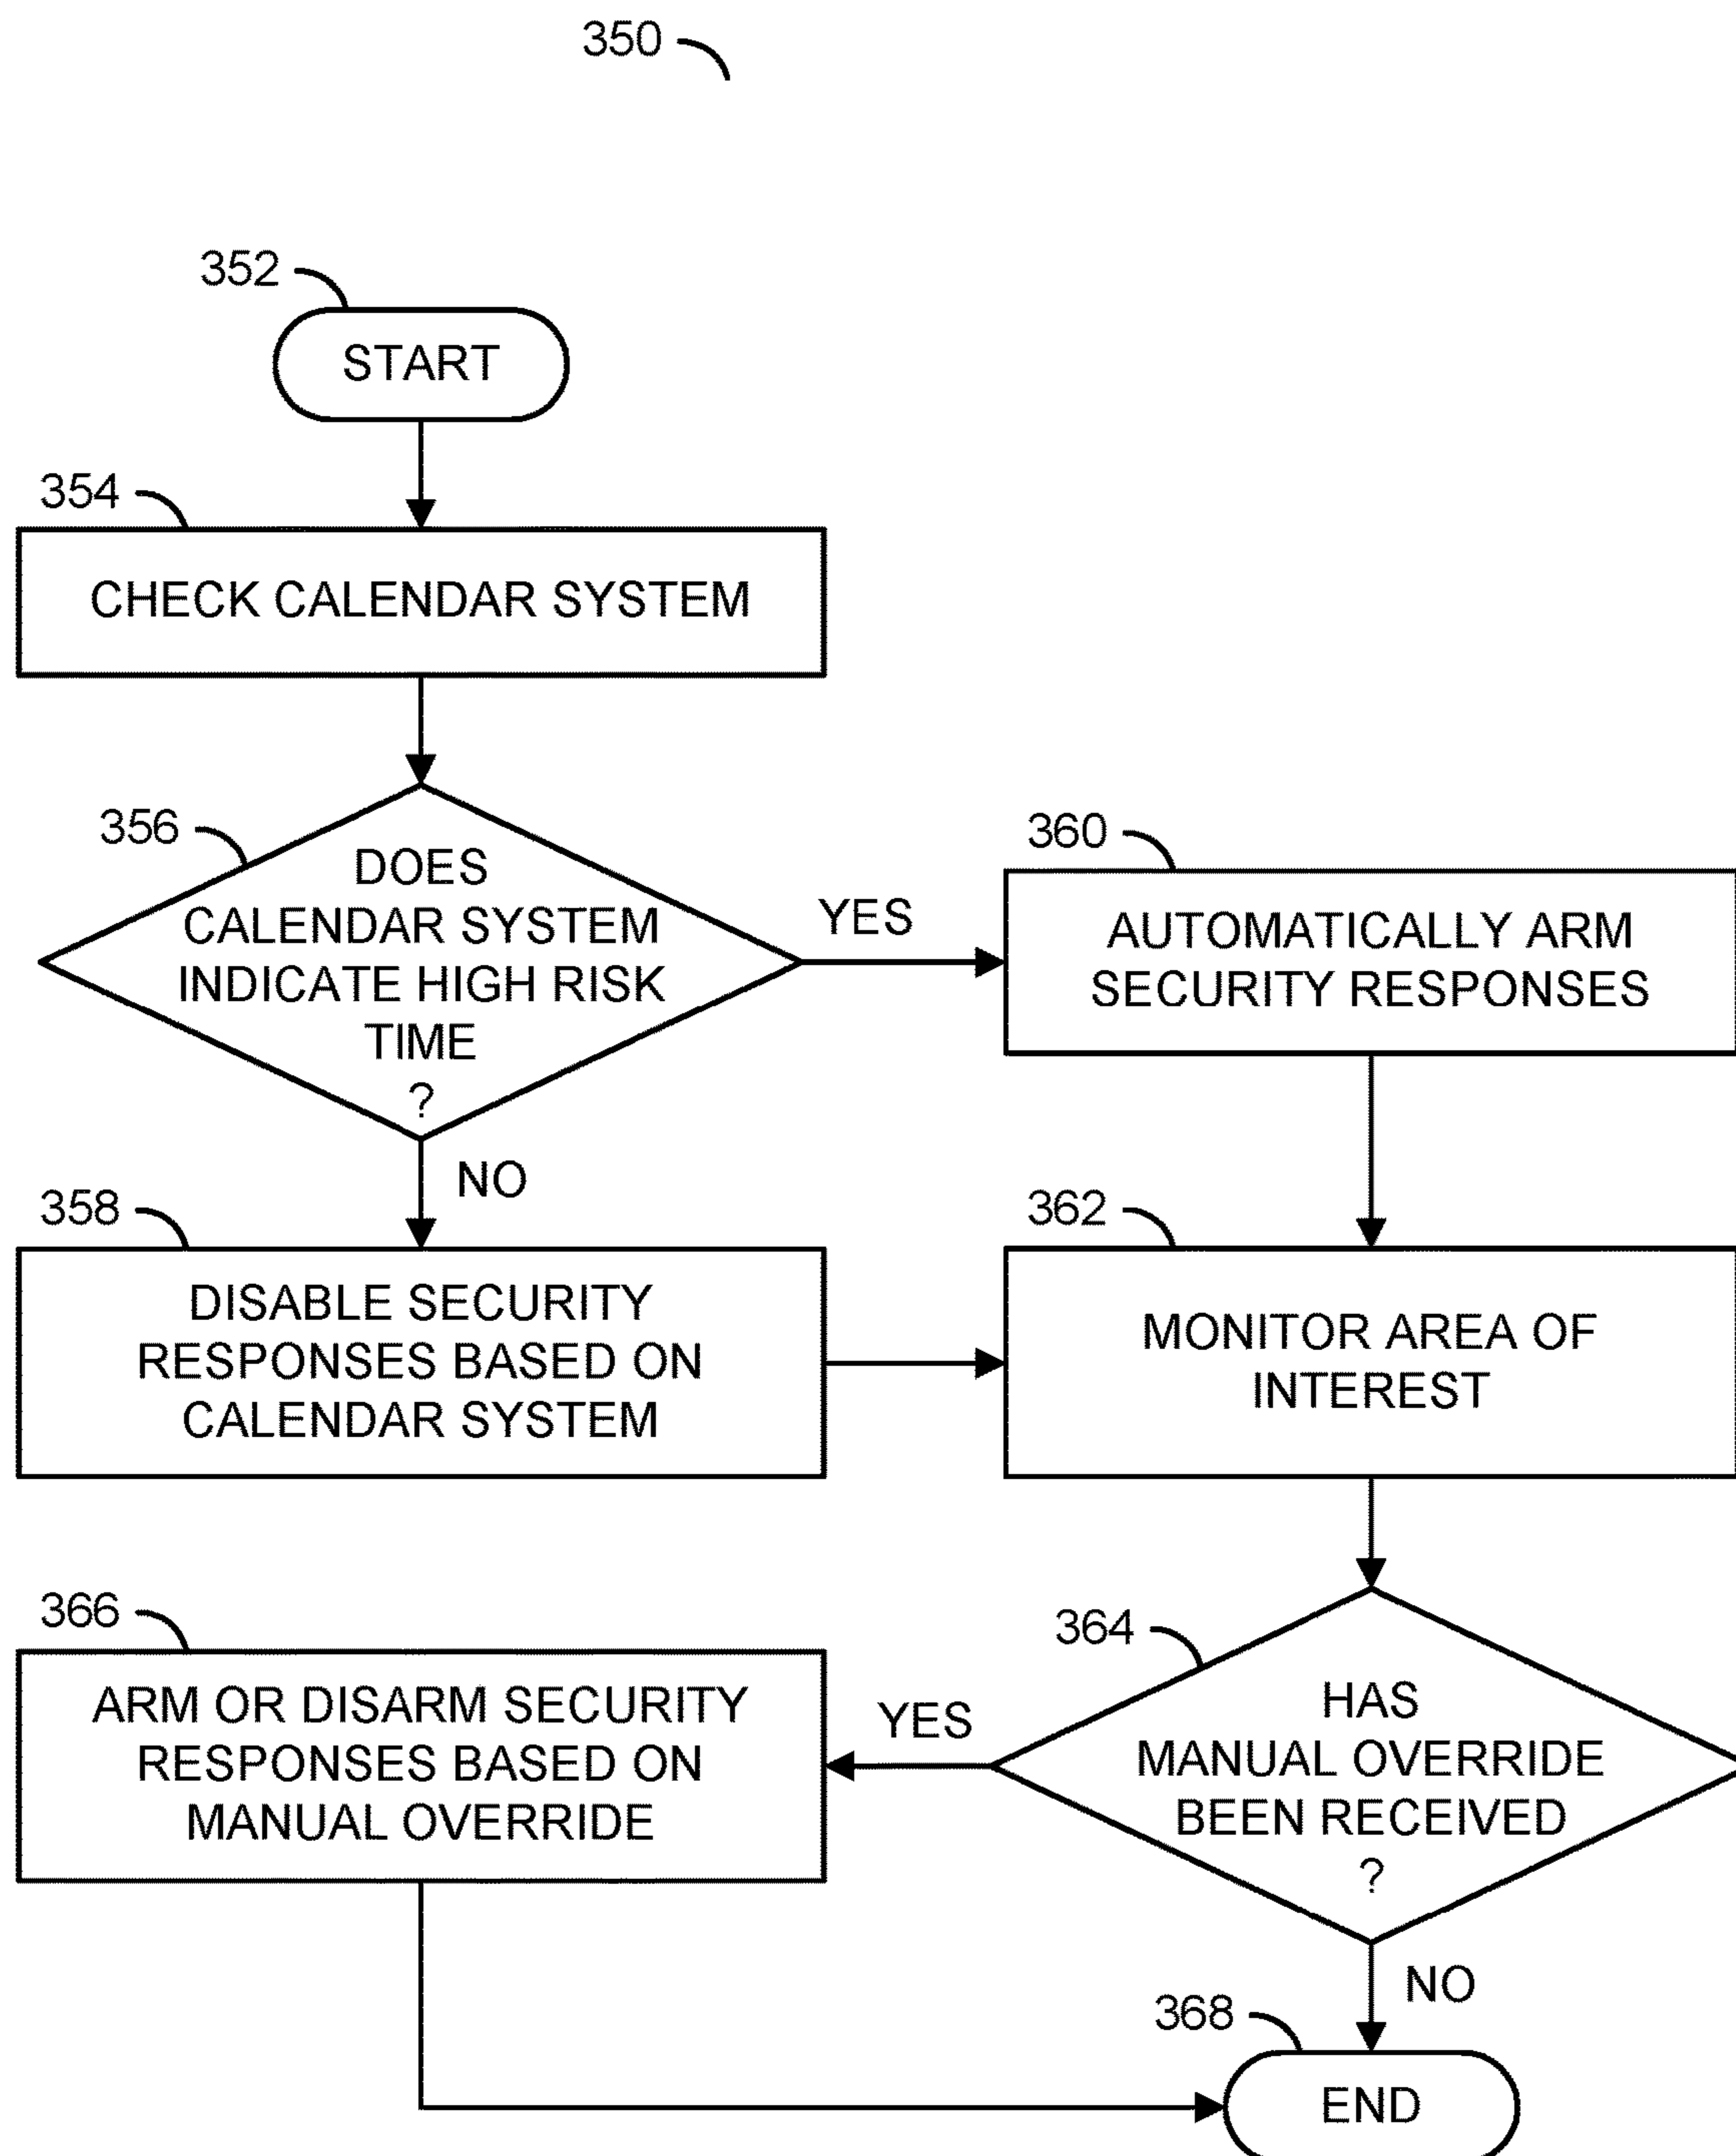 350
352
START
354
CHECK CALENDAR SYSTEM
356
DOES
CALENDAR SYSTEM
INDICATE HIGH RISK
TIME
?
YES
NO
360
AUTOMATICALLY ARM
SECURITY RESPONSES
358
DISABLE SECURITY
RESPONSES BASED ON
CALENDAR SYSTEM
362
MONITOR AREA OF
INTEREST
364
HAS
MANUAL OVERRIDE
BEEN RECEIVED
?
YES
NO
366
ARM OR DISARM SECURITY
RESPONSES BASED ON
MANUAL OVERRIDE
368
END